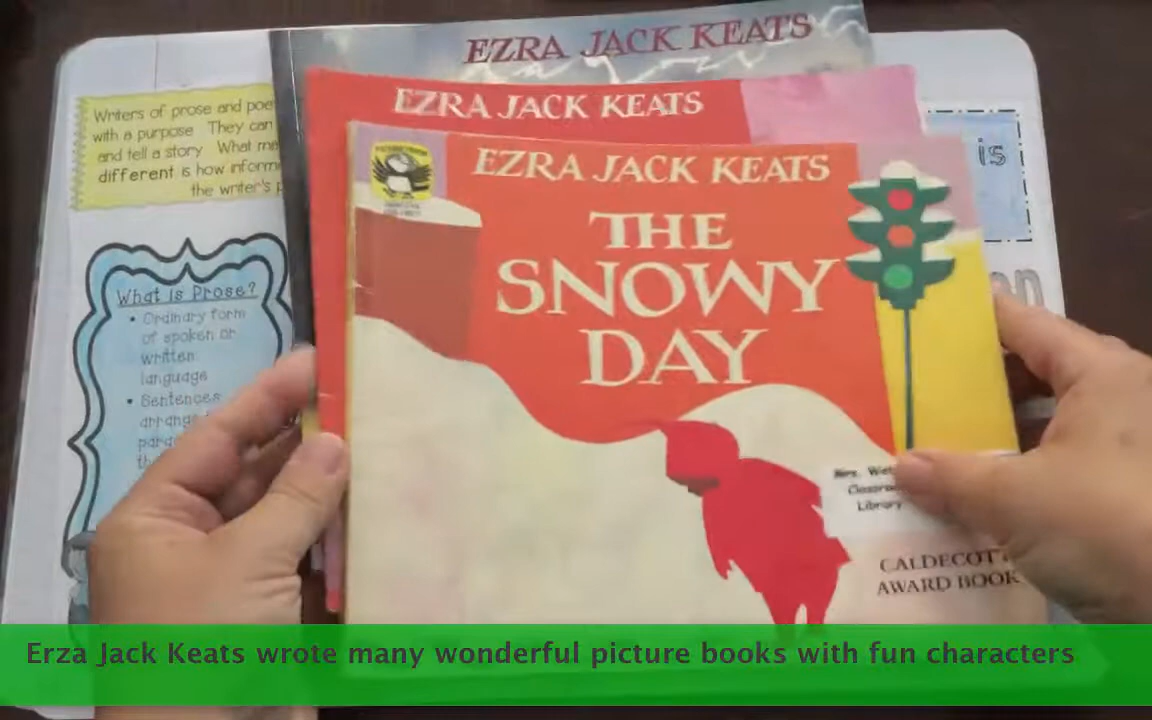 EZRA JACK KEATS
EZRA JACK KEATS
EZRA JACK KEATS
THE
SNOWY
DAY
Mrs.
Library
CALDECOTT
AWARD BOOK
Writers of prose and
with a purpose They can
and tell a story What
different is how
the writer's
is
What is Prose?
• Ordinary form
of spoken or
written
language
• Sentences
Erza Jack Keats wrote many wonderful picture books with fun characters